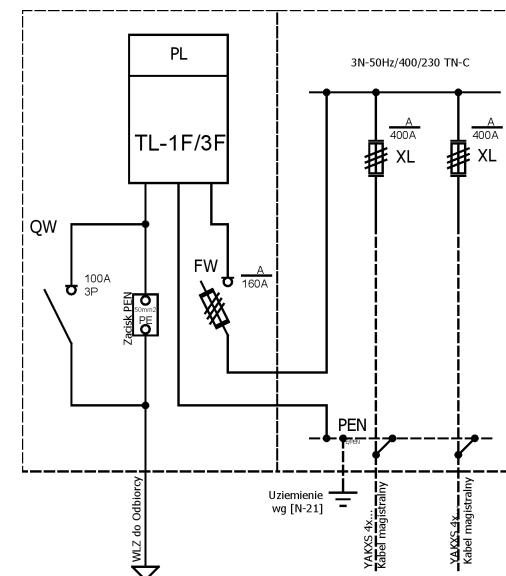 PL
3N-50Hz/400/230 TN-C
TL-1F/3F
A
400A
XL
A
400A
XL
QW
100A
3P
FW
A
160A
Zacisk PEN
50mm2
PE
PEN
Uziemienie
wg [N-21]
WLZ do Odbiorcy
YAKXS 4x...
Kabel magistralny
YAKXS 4x
Kabel magistralny